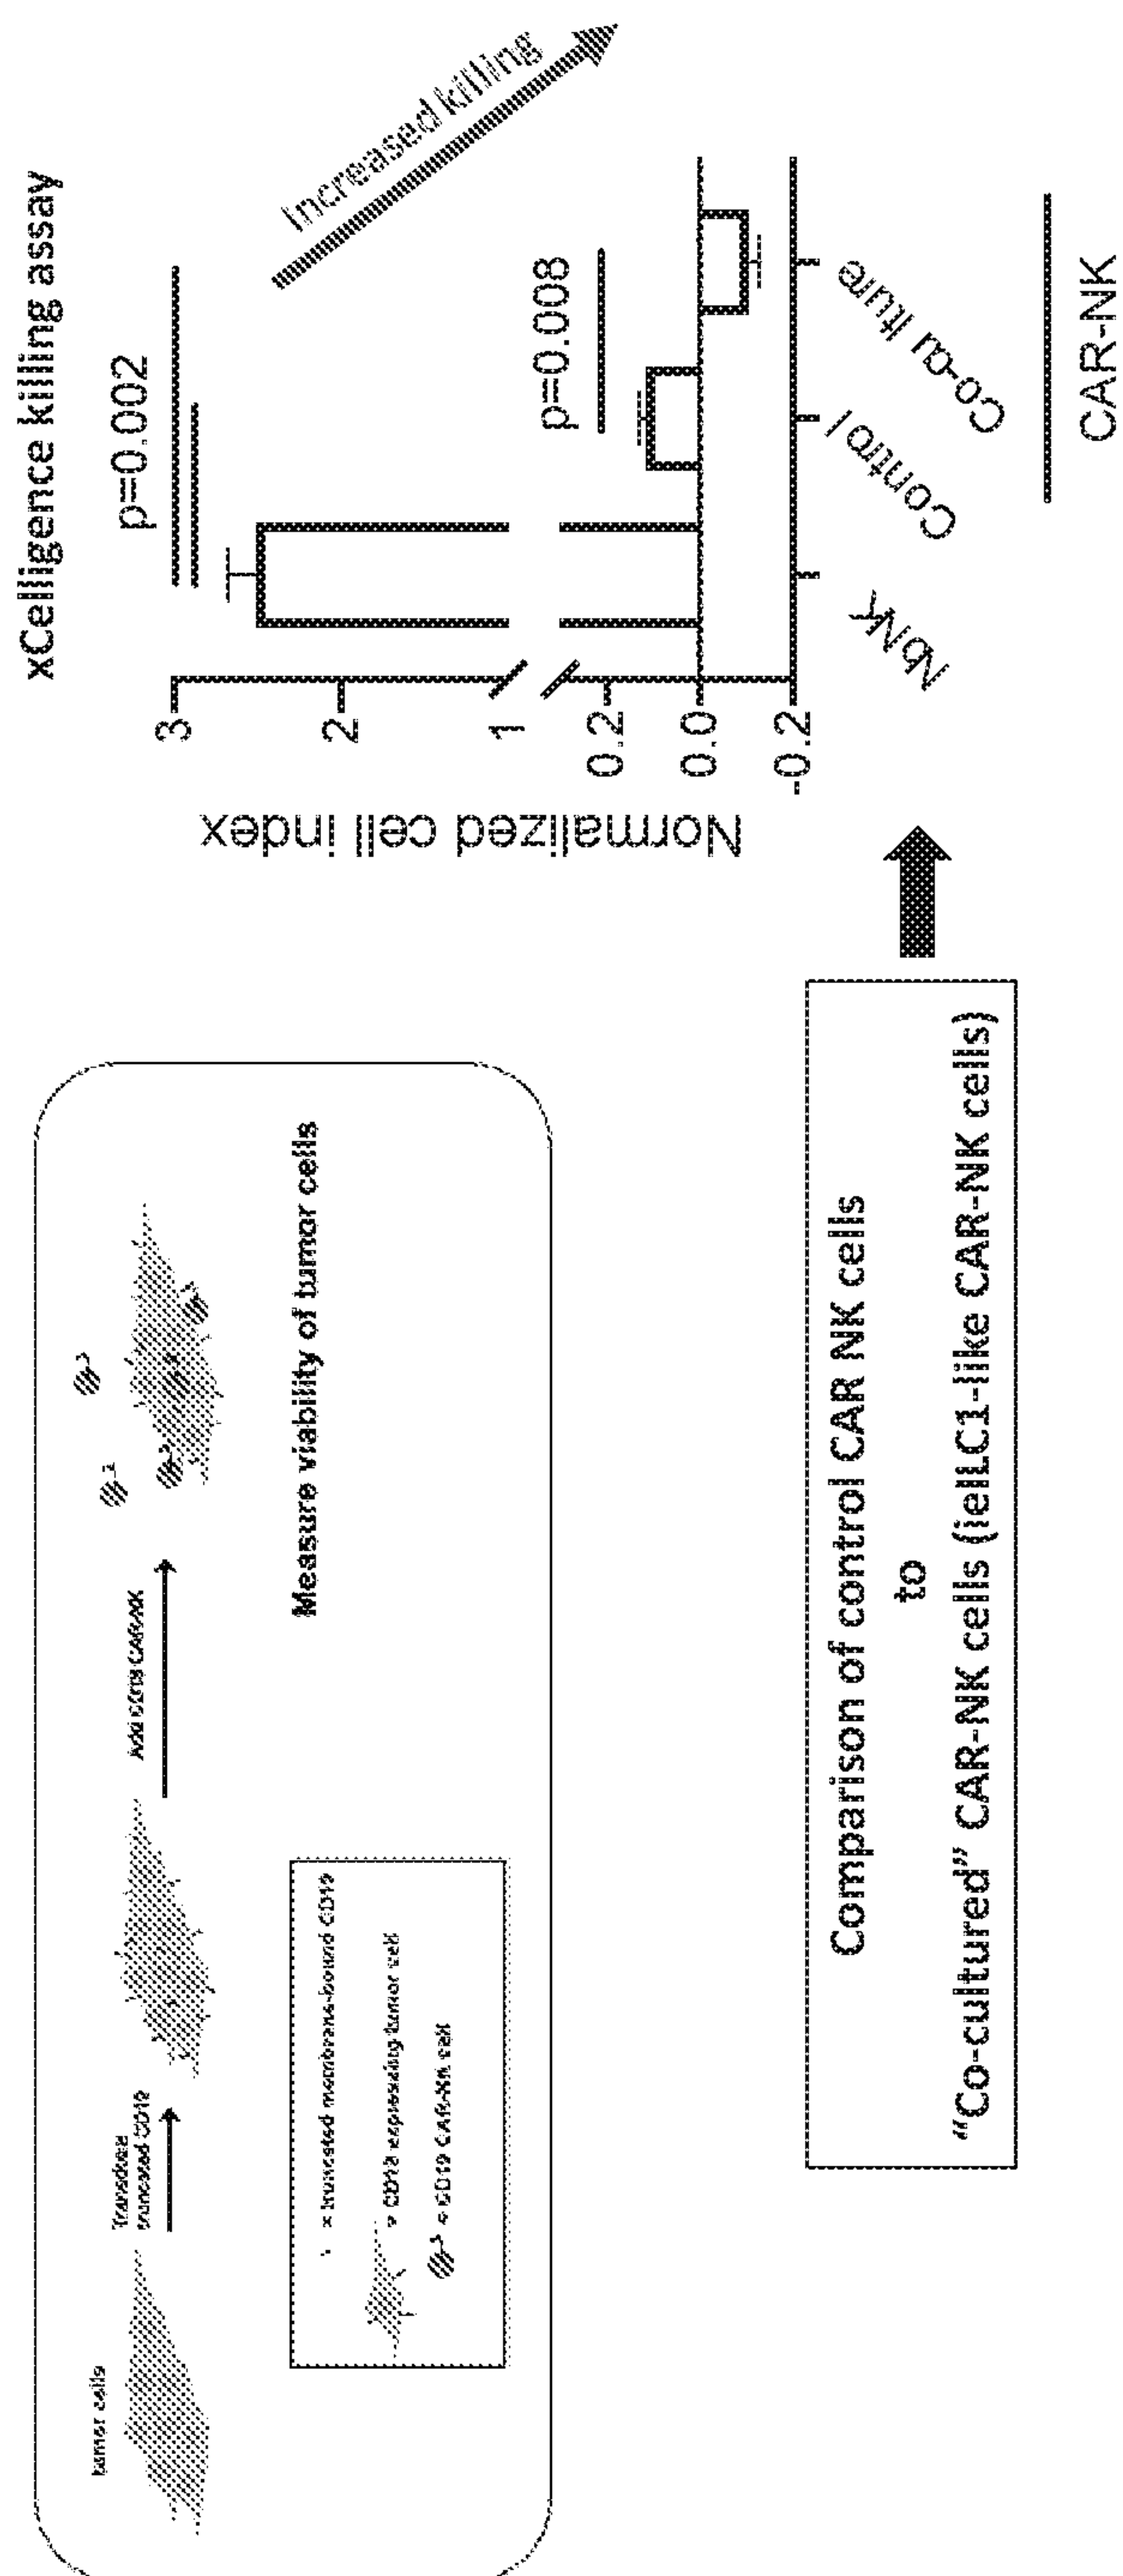 tumor cells
Transduce
truncated CD19
Add CD19 CAR-NK
Measure viability of tumor cells
= truncated membrane-bound CD19
= CD19 expressing tumor cell
= CD19 CAR-NK cell
Comparison of control CAR NK cells
to
“Co-cultured” CAR-NK cells (ieILC1-like CAR-NK cells)
xCelligence killing assay
p=0.002
Increased killing
p=0.008
Normalized cell index
3
2
1
0.2
0.0
-0.2
NbNK
Control
Co-culture
CAR-NK